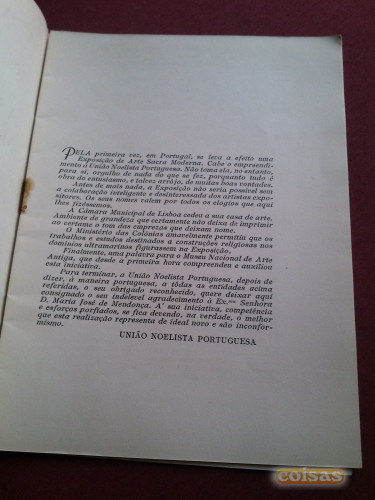 PELA primeira vez, em Portugal, se leva a efeito uma
Exposição de Arte Sacra Moderna. Cabe o empreendi-
mento à União Noelista Portuguesa. Não toma ela, no entanto,
para si, orgulho de nada do que se fez, porquanto tudo é
obra do entusiasmo, e talvez arrojo, de muitas boas vontades.
Antes de mais nada, a Exposição não seria possível sem
a colaboração inteligente e desinteressada dos artistas expo-
sitores. Os seus nomes calem por todos os elogios que aqui
lhes fizéssemos.
A Câmara Municipal de Lisboa cedeu a sua casa de arte.
Ambiente de grandeza que certamente não deixa de imprimir
ao certame o tom das empresas que deixam nome.
O Ministério das Colónias amavelmente permitiu que os
trabalhos e estudos destinados a construções religiosas nos
domínios ultramarinos figurassem na Exposição.
Finalmente, uma palavra para o Museu Nacional de Arte
Antiga, que desde a primeira hora compreendeu e auxiliou
esta iniciativa.
Para terminar, a União Noelista Portuguesa, depois de
dizer, à maneira portuguesa, a tôdas as entidades acima
referidas, o seu obrigado reconhecido, quere deixar aqui
consignado o seu indelevel agradecimento à Ex.ma Senhora
D. Maria José de Mendonça. A' sua iniciativa, competência
e esforços porfiados, se fica devendo, na verdade, o melhor
que esta realização representa de ideal novo e são inconfor-
mismo.
UNIÃO NOELISTA PORTUGUESA
coisas